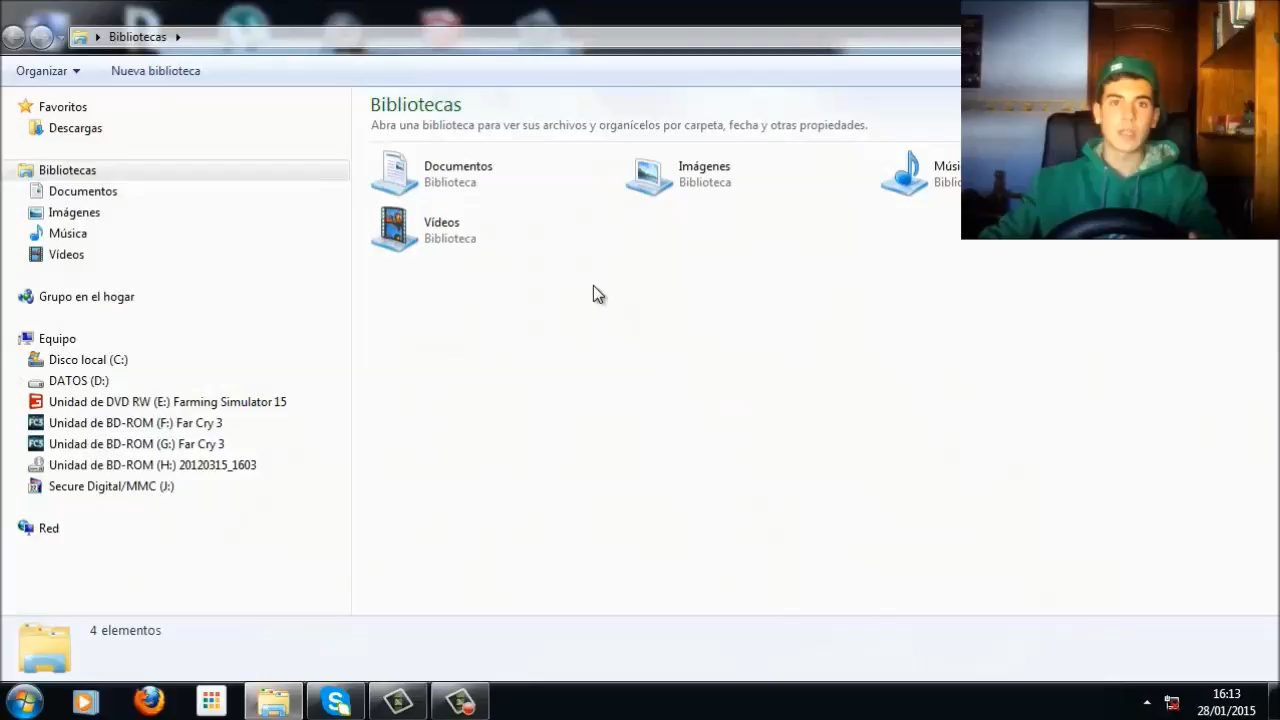 Bibliotecas
Organizar
Nueva biblioteca
Favoritos
Descargas
Bibliotecas
Documentos
Imágenes
Música
Vídeos
Grupo en el hogar
Equipo
Disco local (C:)
DATOS (D:)
Unidad de DVD RW (E:) Farming Simulator 15
Unidad de BD-ROM (F:) Far Cry 3
Unidad de BD-ROM (G:) Far Cry 3
Unidad de BD-ROM (H:) 20120315_1603
Secure Digital/MMC (J:)
Red
Bibliotecas
Abra una biblioteca para ver sus archivos y organícelos por carpeta, fecha y otras propiedades.
Documentos
Biblioteca
Imágenes
Biblioteca
Vídeos
Biblioteca
4 elementos
16:13
28/01/2015